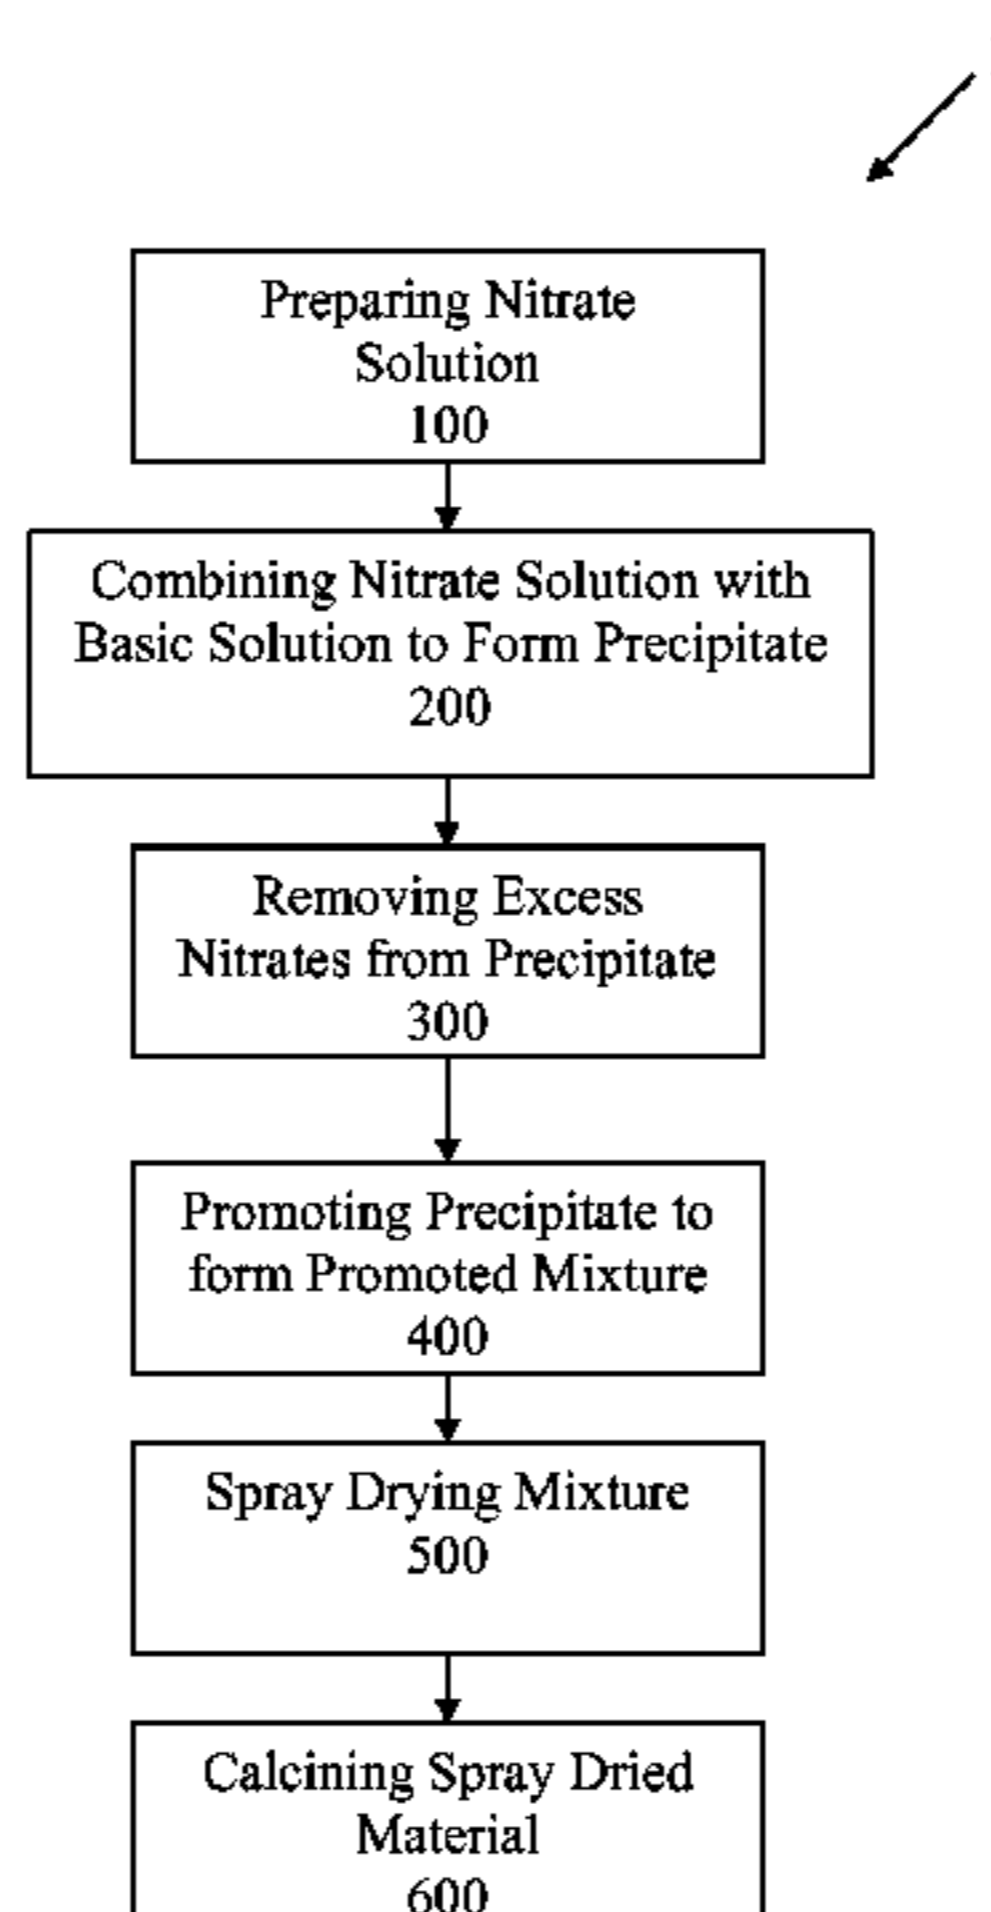 Preparing Nitrate
Solution
100
Combining Nitrate Solution with
Basic Solution to Form Precipitate
200
Removing Excess
Nitrates from Precipitate
300
Promoting Precipitate to
form Promoted Mixture
400
Spray Drying Mixture
500
Calcining Spray Dried
Material
600